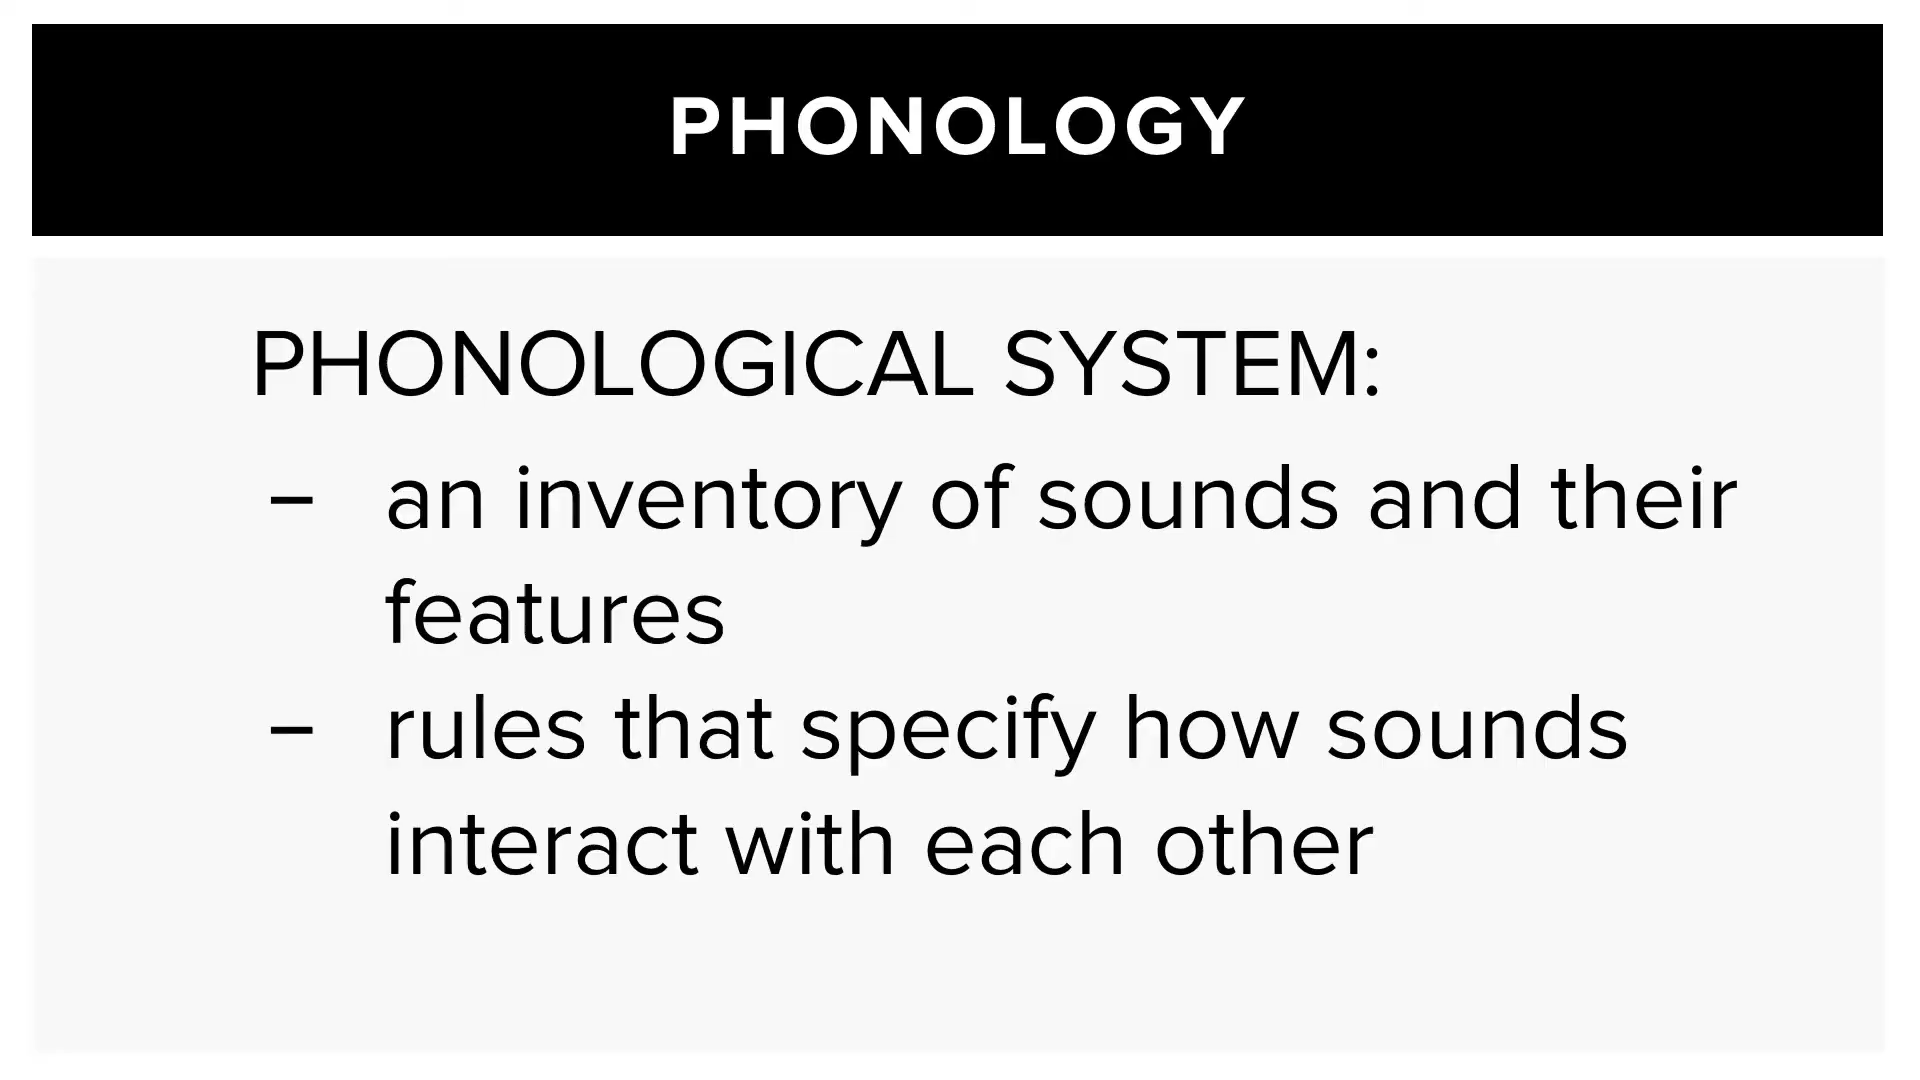 PHONOLOGY
PHONOLOGICAL SYSTEM:
– an inventory of sounds and their
features
– rules that specify how sounds
interact with each other